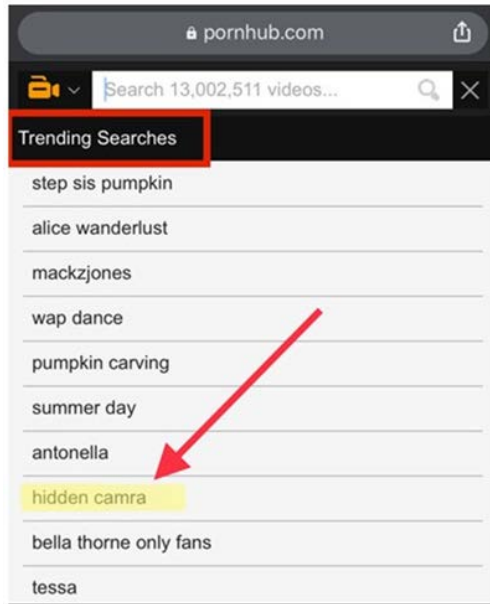 pornhub.com
Search 13,002,511 videos...
Trending Searches
step sis pumpkin
alice wanderlust
mackzjones
wap dance
pumpkin carving
summer day
antonella
hidden camra
bella thorne only fans
tessa